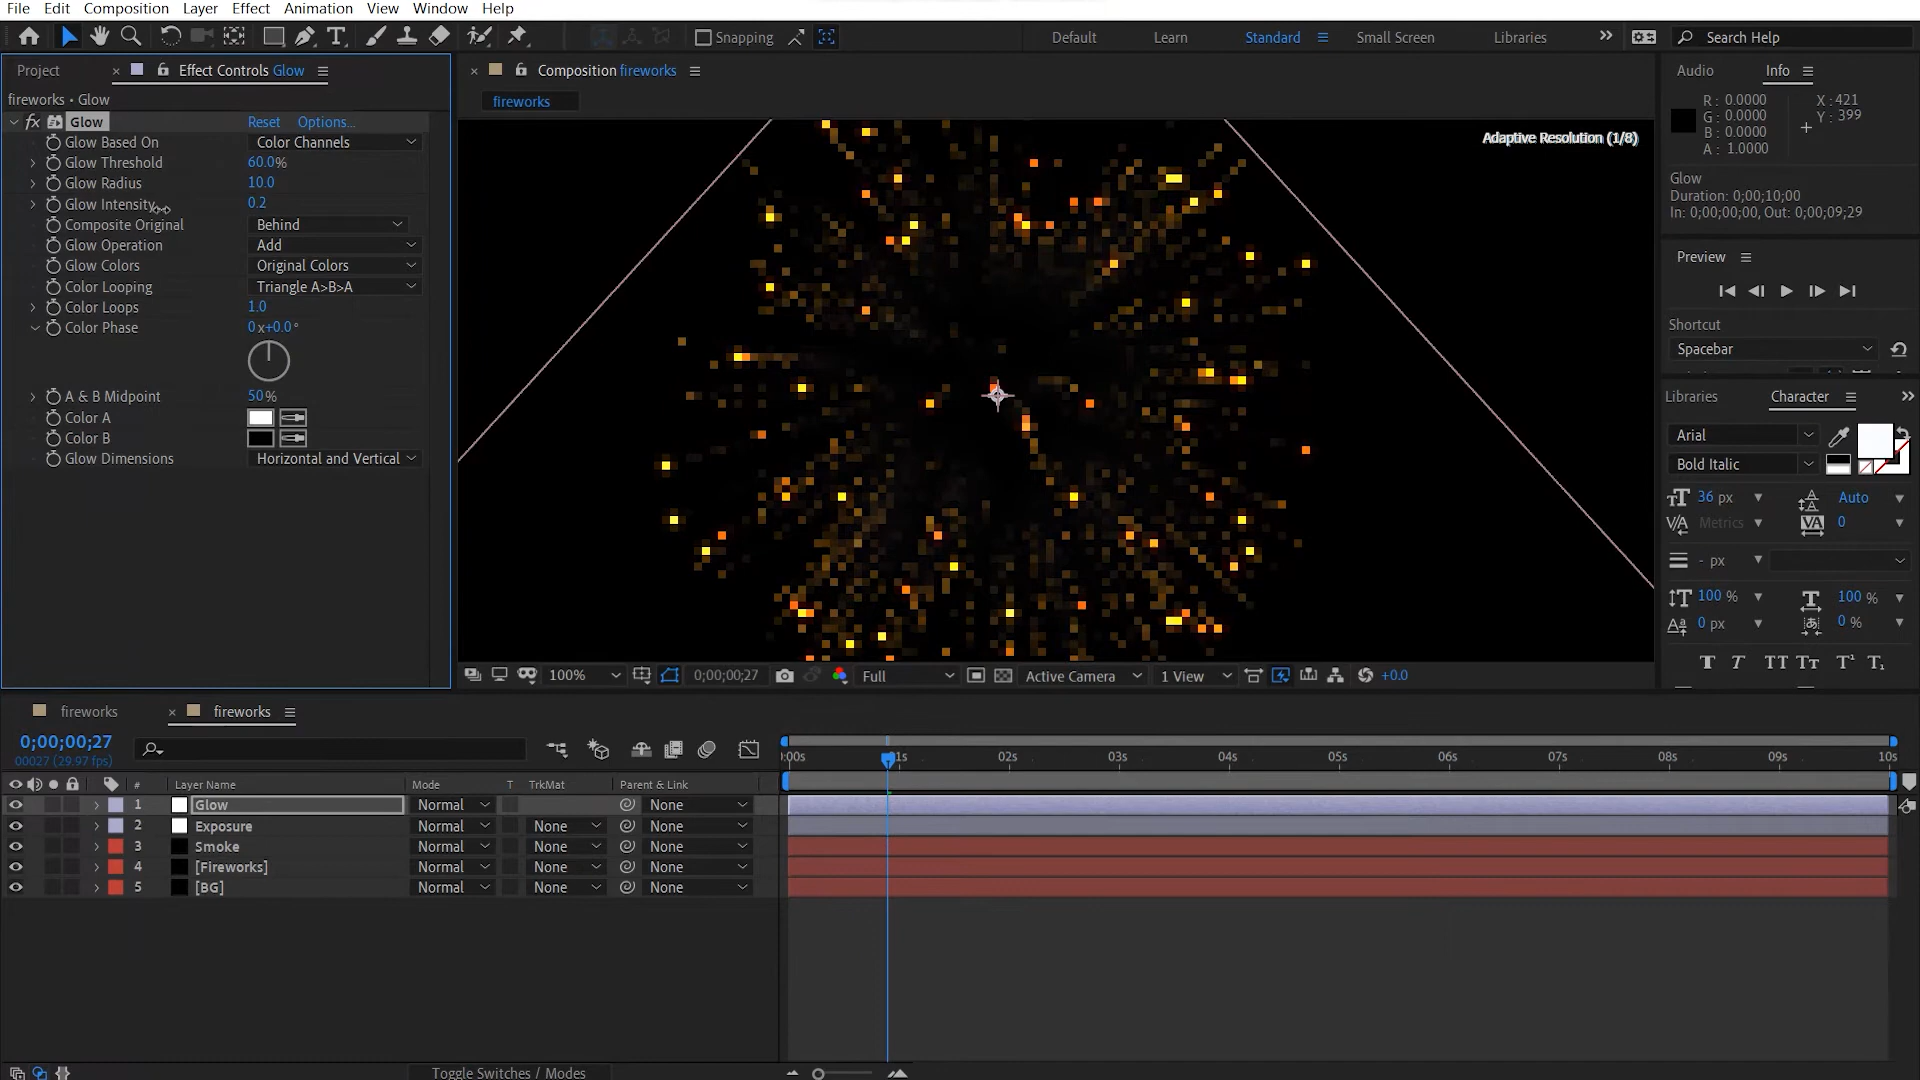 File Edit Composition Layer Effect Animation View Window Help
Snapping Default Learn Standard Small Screen Libraries Search Help
Project Effect Controls Glow
Composition fireworks
Audio Info
fireworks • Glow
fireworks
fx Glow Reset Options...
Glow Based On Color Channels
Glow Threshold 60.0%
Glow Radius 10.0
Glow Intensity 0.2
Composite Original Behind
Glow Operation Add
Glow Colors Original Colors
Color Looping Triangle A>B>A
Color Loops 1.0
Color Phase 0x+0.0°
A & B Midpoint 50%
Color A
Color B
Glow Dimensions Horizontal and Vertical
Adaptive Resolution (1/8)
R: 0.0000 X: 421
G: 0.0000 Y: 399
B: 0.0000
A: 1.0000
Glow
Duration: 0;00;10;00
In: 0;00;00;00, Out: 0;00;09;29
Preview
Shortcut
Spacebar
Libraries Character
Arial
Bold Italic
36 px Auto
Metrics 0
- px
100 % 100 %
0 px 0 %
T T TT Tт T¹ T₁
100% 0;00;00;27 Full Active Camera 1 View +0.0
fireworks fireworks
0;00;00;27
00027 (29.97 fps)
# Layer Name Mode T TrkMat Parent & Link
1 Glow Normal None
2 Exposure Normal None None
3 Smoke Normal None None
4 [Fireworks] Normal None None
5 [BG] Normal None None
:00s 01s 02s 03s 04s 05s 06s 07s 08s 09s 10s
Toggle Switches / Modes